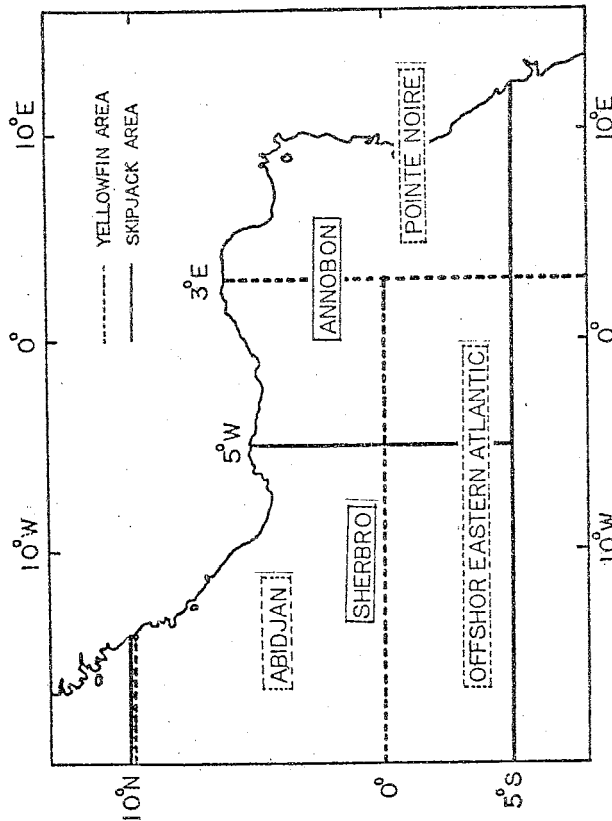 10°W
0°
10°E
YELLOWFIN AREA
SKIPJACK AREA
3°E
5°W
10°N
0°
5°S
ABIDJAN
SHERBRO
ANNOBON
POINTE NOIRE
OFFSHOR EASTERN ATLANTIC
10°W
0°
10°E